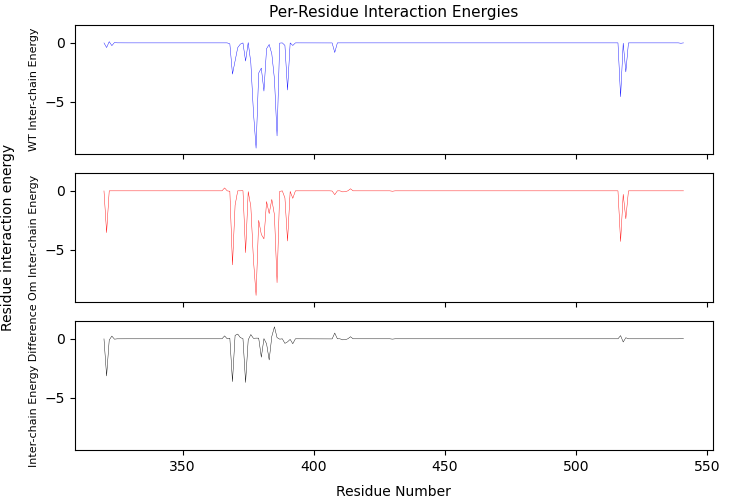 Per-Residue Interaction Energies
Residue interaction energy
WT Inter-chain Energy
0
−5
Om Inter-chain Energy
0
−5
Inter-chain Energy Difference
0
−5
350
400
450
500
550
Residue Number